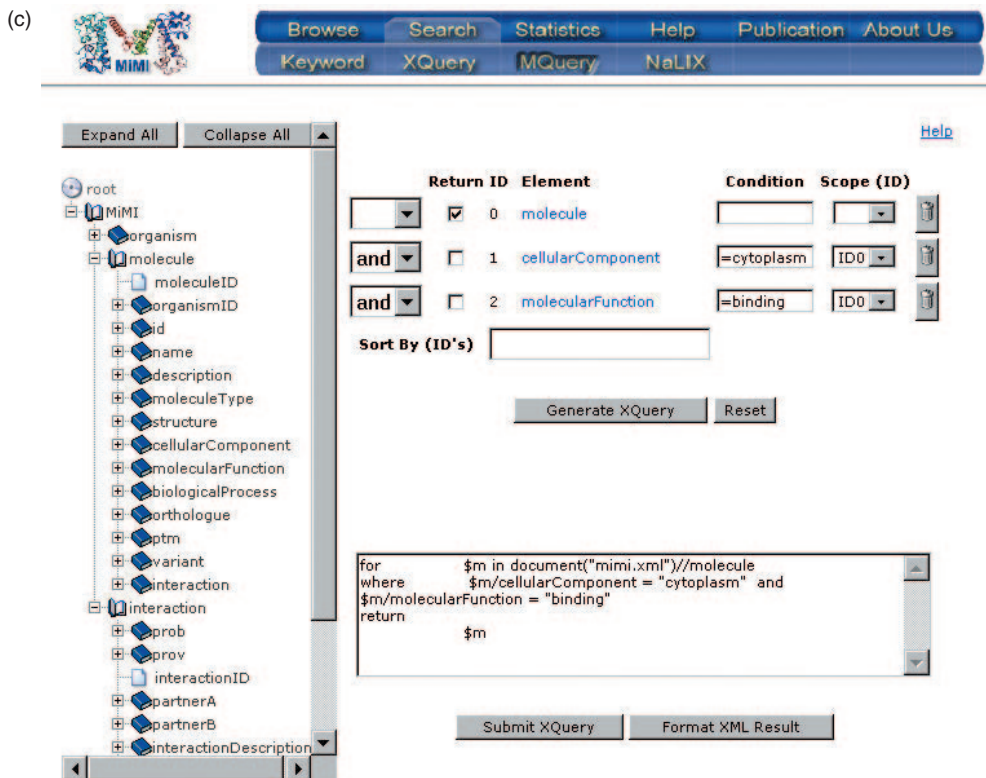 (c)
MiMI
Browse Search Statistics Help Publication About Us
Keyword XQuery MQuery NaLIX
Expand All Collapse All
Help
root
MiMI
organism
molecule
moleculeID
organismID
id
name
description
moleculeType
structure
cellularComponent
molecularFunction
biologicalProcess
orthologue
ptm
variant
interaction
interaction
prob
prov
interactionID
partnerA
partnerB
interactionDescription
Return ID Element Condition Scope (ID)
0 molecule
and 1 cellularComponent =cytoplasm ID0
and 2 molecularFunction =binding ID0
Sort By (ID's)
Generate XQuery Reset
for $m in document("mimi.xml")//molecule
where $m/cellularComponent = "cytoplasm" and
$m/molecularFunction = "binding"
return
$m
Submit XQuery Format XML Result